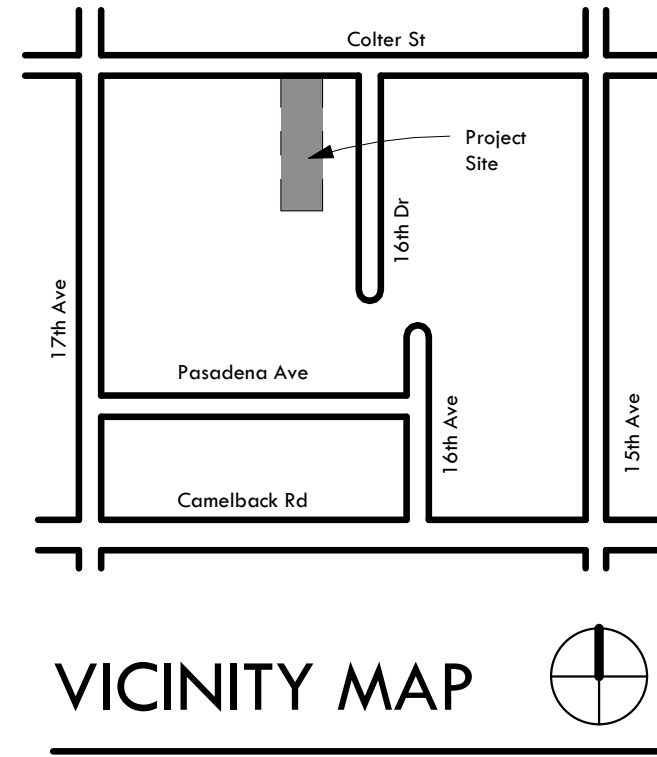 Colter St
Project
Site
16th Dr
17th Ave
Pasadena Ave
16th Ave
15th Ave
Camelback Rd
VICINITY MAP